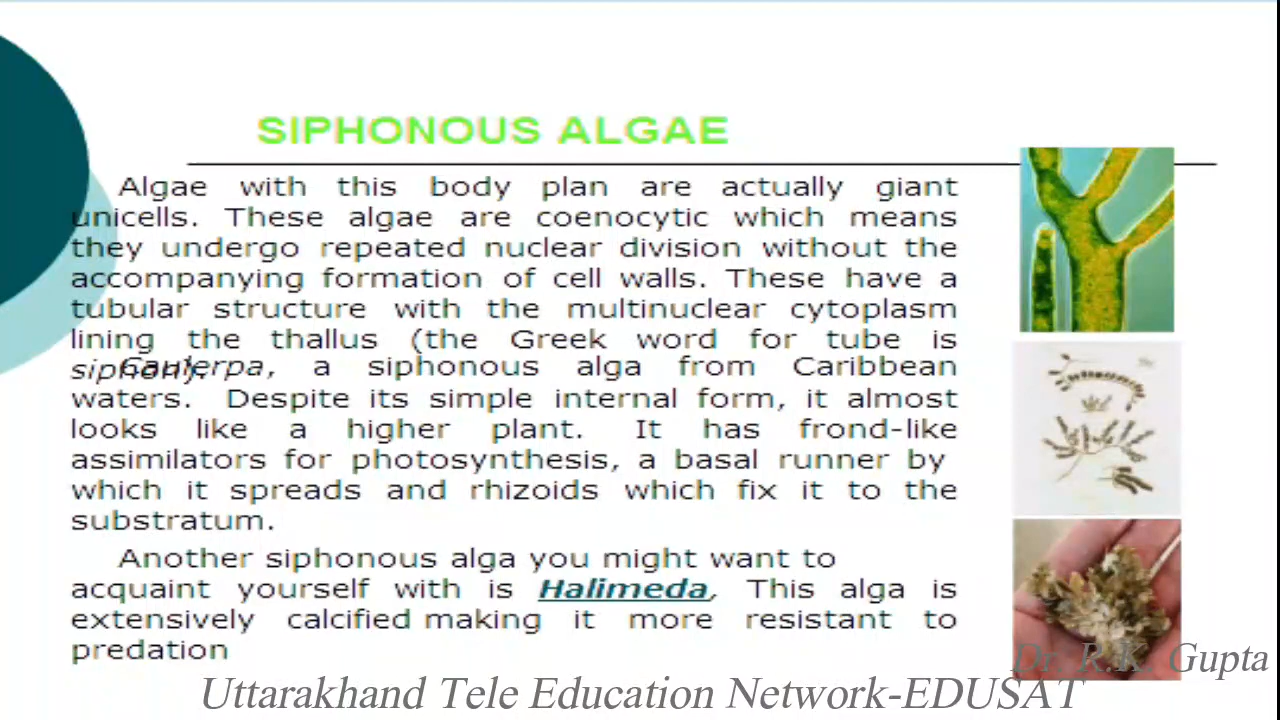 SIPHONOUS ALGAE
Algae with this body plan are actually giant
unicells. These algae are coenocytic which means
they undergo repeated nuclear division without the
accompanying formation of cell walls. These have a
tubular structure with the multinuclear cytoplasm
lining the thallus (the Greek word for tube is
siphon).
Caulerpa, a siphonous alga from Caribbean
waters. Despite its simple internal form, it almost
looks like a higher plant. It has frond-like
assimilators for photosynthesis, a basal runner by
which it spreads and rhizoids which fix it to the
substratum.
Another siphonous alga you might want to
acquaint yourself with is Halimeda, This alga is
extensively calcified making it more resistant to
predation
Dr. R.K. Gupta
Uttarakhand Tele Education Network-EDUSAT